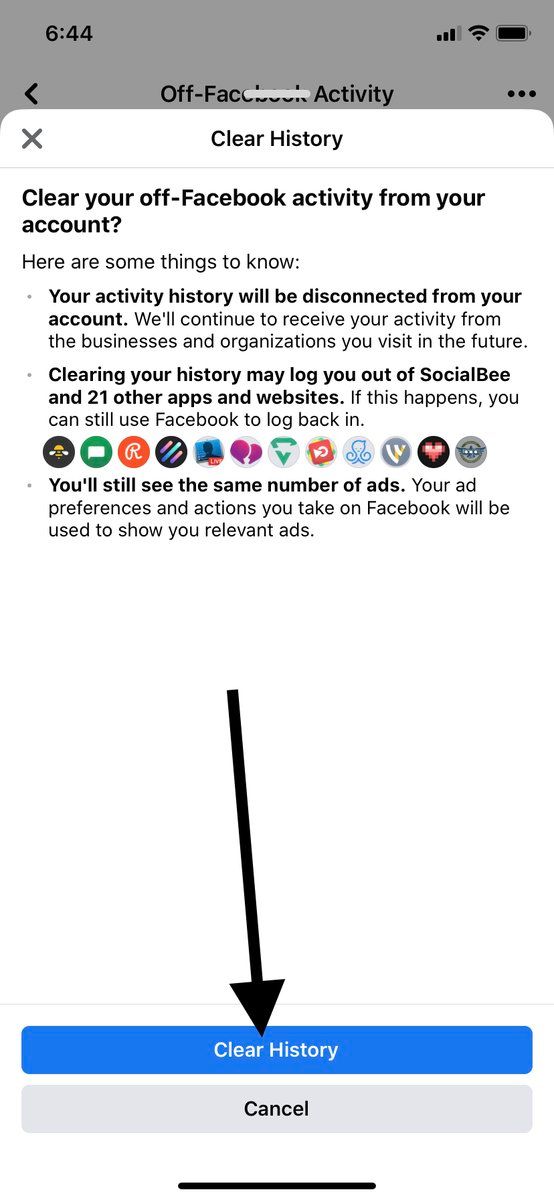 6:44
Off-Facebook Activity
Clear History
Clear your off-Facebook activity from your
account?
Here are some things to know:
Your activity history will be disconnected from your
account. We'll continue to receive your activity from
the businesses and organizations you visit in the future.
Clearing your history may log you out of SocialBee
and 21 other apps and websites. If this happens, you
can still use Facebook to log back in.
R
LIVE
You'll still see the same number of ads. Your ad
preferences and actions you take on Facebook will be
used to show you relevant ads.
Clear History
Cancel